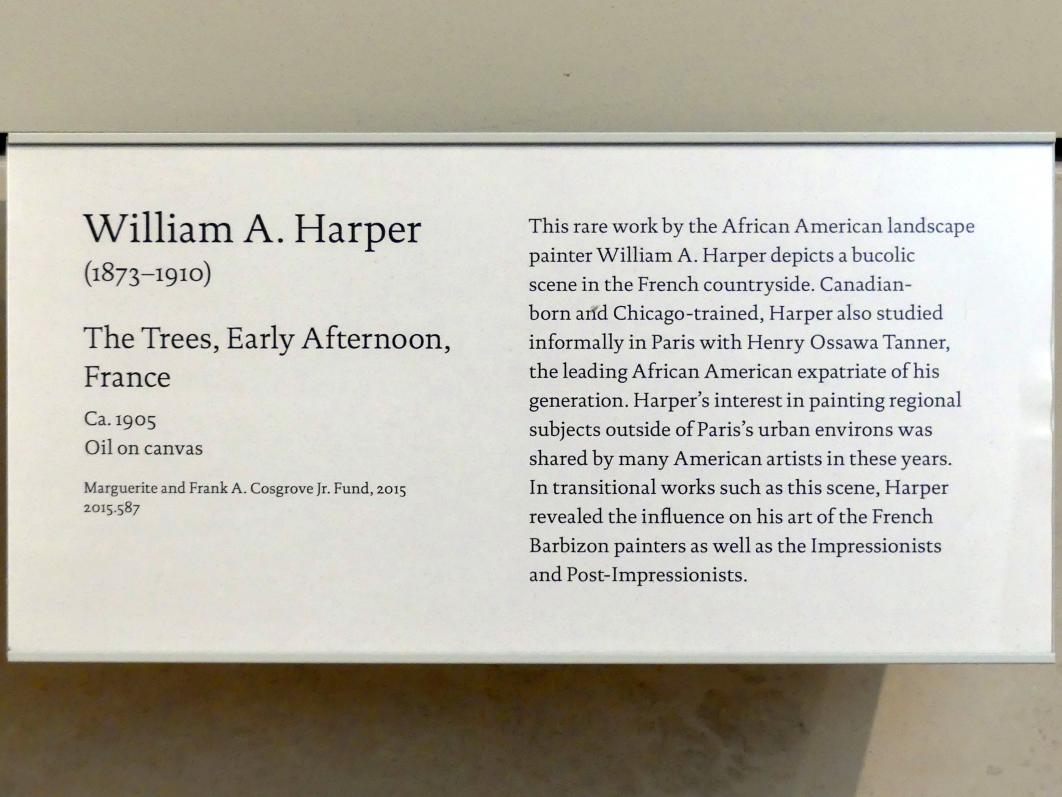 William A. Harper
(1873–1910)
The Trees, Early Afternoon,
France
Ca. 1905
Oil on canvas
Marguerite and Frank A. Cosgrove Jr. Fund, 2015
2015.587
This rare work by the African American landscape
painter William A. Harper depicts a bucolic
scene in the French countryside. Canadian-
born and Chicago-trained, Harper also studied
informally in Paris with Henry Ossawa Tanner,
the leading African American expatriate of his
generation. Harper’s interest in painting regional
subjects outside of Paris’s urban environs was
shared by many American artists in these years.
In transitional works such as this scene, Harper
revealed the influence on his art of the French
Barbizon painters as well as the Impressionists
and Post-Impressionists.